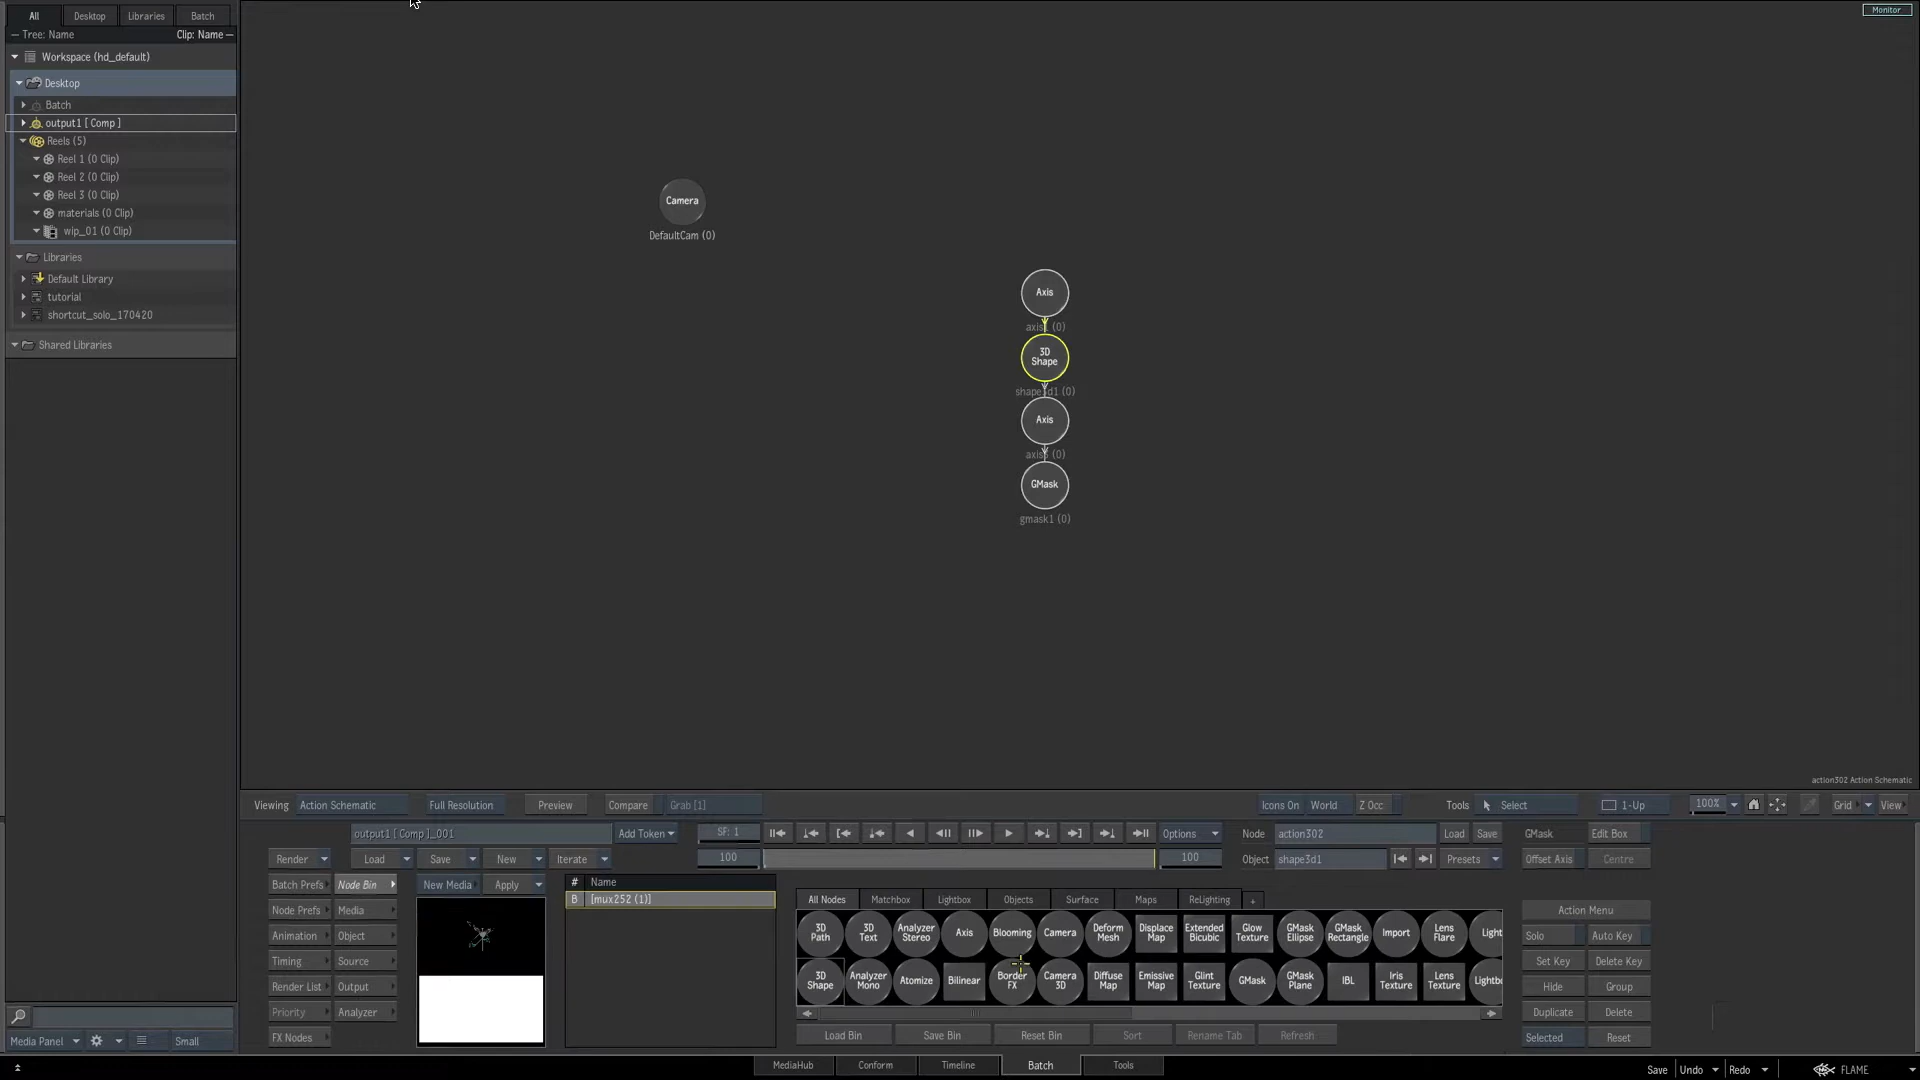 All Desktop Libraries Batch
Tree: Name Clip: Name
Workspace (hd_default)
Desktop
Batch
output1 [ Comp ]
Reels (5)
Reel 1 (0 Clip)
Reel 2 (0 Clip)
Reel 3 (0 Clip)
materials (0 Clip)
wip_01 (0 Clip)
Libraries
Default Library
tutorial
shortcut_solo_170420
Shared Libraries
Monitor
Camera
DefaultCam (0)
Axis
(0)
3D
Shape
(0)
Axis
(0)
GMask
gmask1 (0)
action302 Action Schematic
Viewing Action Schematic Full Resolution Preview Compare Grab [1] Icons On World Z Occ Tools Select 1-Up 100% Grid View
output1 [ Comp ]_001 Add Token SF: 1 Options Node action302 Load Save GMask Edit Box
Render Load Save New Iterate 100 100 Object shape3d1 Presets Offset Axis Centre
Batch Prefs Node Bin New Media Apply # Name
B [mux252 (1)]
All Nodes Matchbox Lightbox Objects Surface Maps ReLighting +
Node Prefs Media Action Menu
Animation Object Solo Auto Key
Timing Source Set Key Delete Key
Render List Output Hide Group
Priority Analyzer Duplicate Delete
FX Nodes Selected Reset
3D Path 3D Text Analyzer Stereo Axis Blooming Camera Deform Mesh Displace Map Extended Bicubic Glow Texture GMask Ellipse GMask Rectangle Import Lens Flare Light
3D Shape Analyzer Mono Atomize Bilinear Border FX Camera 3D Diffuse Map Emissive Map Glint Texture GMask GMask Plane IBL Iris Texture Lens Texture Lightbo
Load Bin Save Bin Reset Bin Sort Rename Tab Refresh
Media Panel Small
MediaHub Conform Timeline Batch Tools
Save Undo Redo FLAME